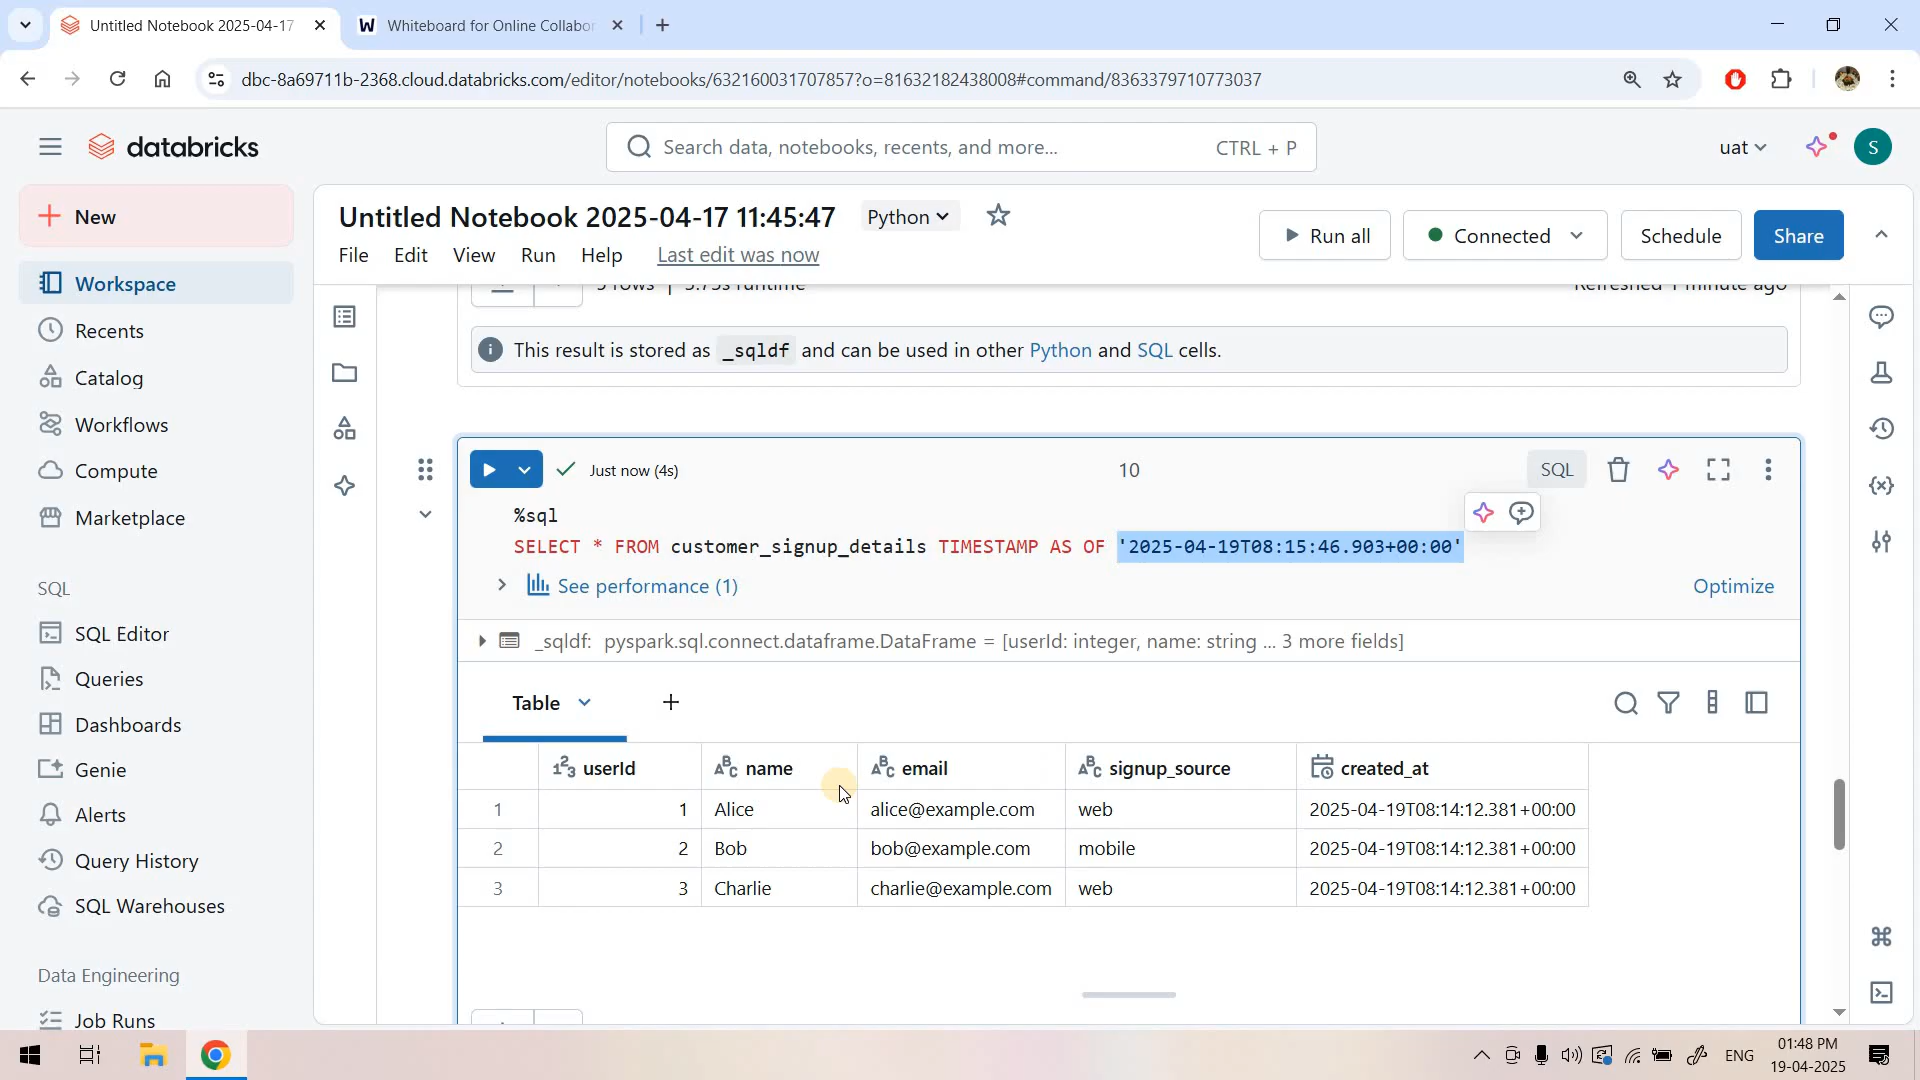 Untitled Notebook 2025-04-17
Whiteboard for Online Collabor
dbc-8a69711b-2368.cloud.databricks.com/editor/notebooks/632160031707857?o=81632182438008#command/8363379710773037
databricks
Search data, notebooks, recents, and more...
CTRL + P
uat
S
New
Workspace
Recents
Catalog
Workflows
Compute
Marketplace
SQL
SQL Editor
Queries
Dashboards
Genie
Alerts
Query History
SQL Warehouses
Data Engineering
Job Runs
Untitled Notebook 2025-04-17 11:45:47
Python
Run all
Connected
Schedule
Share
File Edit View Run Help Last edit was now
This result is stored as _sqldf and can be used in other Python and SQL cells.
Just now (4s)
10
SQL
%sql
SELECT * FROM customer_signup_details TIMESTAMP AS OF '2025-04-19T08:15:46.903+00:00'
See performance (1)
Optimize
_sqldf: pyspark.sql.connect.dataframe.DataFrame = [userId: integer, name: string ... 3 more fields]
Table
userId name email signup_source created_at
1 1 Alice alice@example.com web 2025-04-19T08:14:12.381+00:00
2 2 Bob bob@example.com mobile 2025-04-19T08:14:12.381+00:00
3 3 Charlie charlie@example.com web 2025-04-19T08:14:12.381+00:00
ENG
01:48 PM
19-04-2025